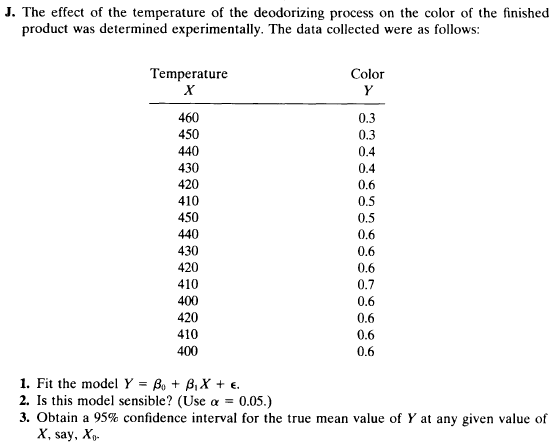 J. The effect of the temperature of the deodorizing process on the color of the finished
product was determined experimentally. The data collected were as follows:
Temperature Color
X Y
460 0.3
450 0.3
440 0.4
430 0.4
420 0.6
410 0.5
450 0.5
440 0.6
430 0.6
420 0.6
410 0.7
400 0.6
420 0.6
410 0.6
400 0.6
1. Fit the model Y = β₀ + β₁X + ε.
2. Is this model sensible? (Use α = 0.05.)
3. Obtain a 95% confidence interval for the true mean value of Y at any given value of
X, say, X₀.